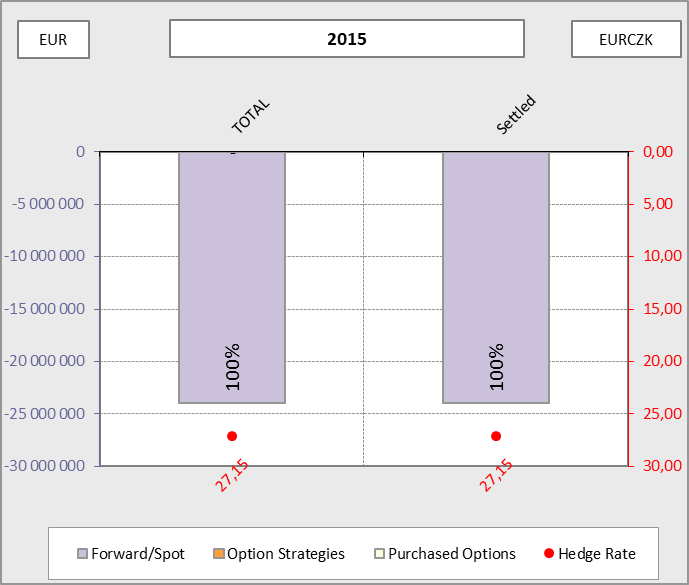 EUR 2015 EURCZK
TOTAL Settled
0 0,00
-5 000 000 5,00
-10 000 000 10,00
-15 000 000 15,00
100% 100%
-20 000 000 20,00
-25 000 000 25,00
-30 000 000 30,00
27,15 27,15
Forward/Spot Option Strategies Purchased Options Hedge Rate